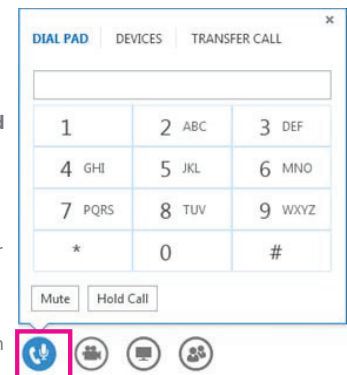 ×
DIAL PAD DEVICES TRANSFER CALL
d
1 2 ABC 3 DEF
4 GHI 5 JKL 6 MNO
7 PQRS 8 TUV 9 WXYZ
r
* 0 #
Mute Hold Call
n